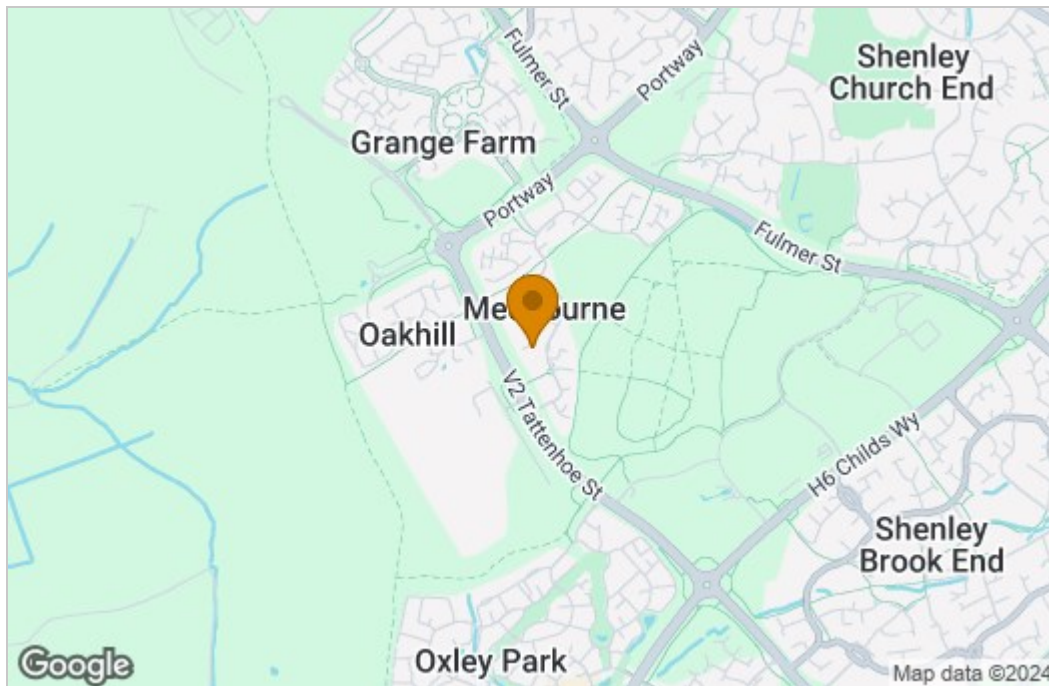 Fulmer St
Portway
Shenley
Church End
Grange Farm
Portway
Fulmer St
Oakhill
V2 Tattenhoe St
H6 Childs Wy
Shenley
Brook End
Oxley Park
Google
Map data ©2024